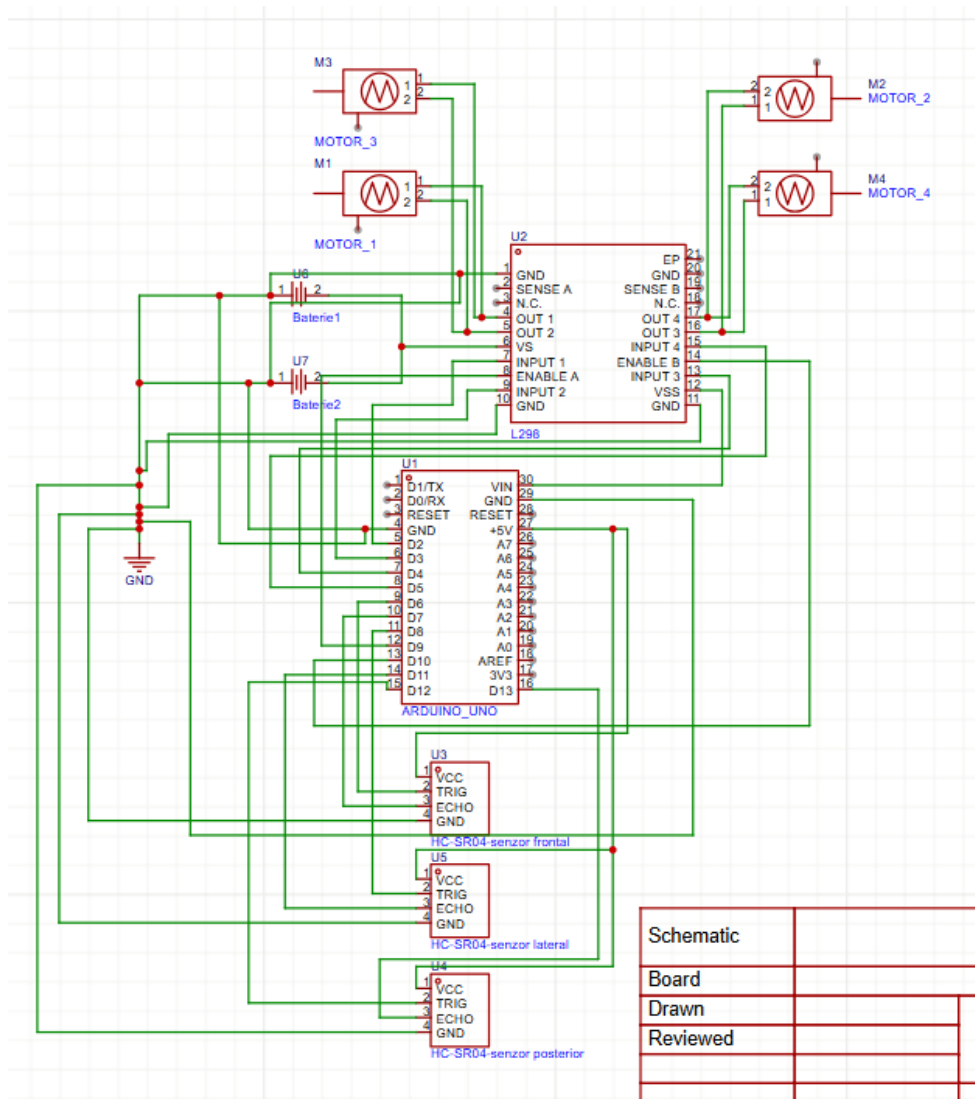 M3
1
2
MOTOR_3
M1
1
2
MOTOR_1
2
1
2
1
M2
MOTOR_2
2
1
2
1
M4
MOTOR_4
U2
1 GND
2 SENSE A
3 N.C.
4 OUT 1
5 OUT 2
6 VS
7 INPUT 1
8 ENABLE A
9 INPUT 2
10 GND
EP 21
GND 20
SENSE B 19
N.C. 18
OUT 4 17
OUT 3 16
INPUT 4 15
ENABLE B 14
INPUT 3 13
VSS 12
GND 11
L298
U6
1 2
Baterie1
U7
1 2
Baterie2
GND
U1
1 D1/TX
2 D0/RX
3 RESET
4 GND
5 D2
6 D3
7 D4
8 D5
9 D6
10 D7
11 D8
12 D9
13 D10
14 D11
15 D12
VIN 30
GND 29
RESET 28
+5V 27
A7 26
A6 25
A5 24
A4 23
A3 22
A2 21
A1 20
A0 19
AREF 18
3V3 17
D13 16
ARDUINO_UNO
U3
1 VCC
2 TRIG
3 ECHO
4 GND
HC-SR04-senzor frontal
U5
1 VCC
2 TRIG
3 ECHO
4 GND
HC-SR04-senzor lateral
U4
1 VCC
2 TRIG
3 ECHO
4 GND
HC-SR04-senzor posterior
Schematic
Board
Drawn
Reviewed